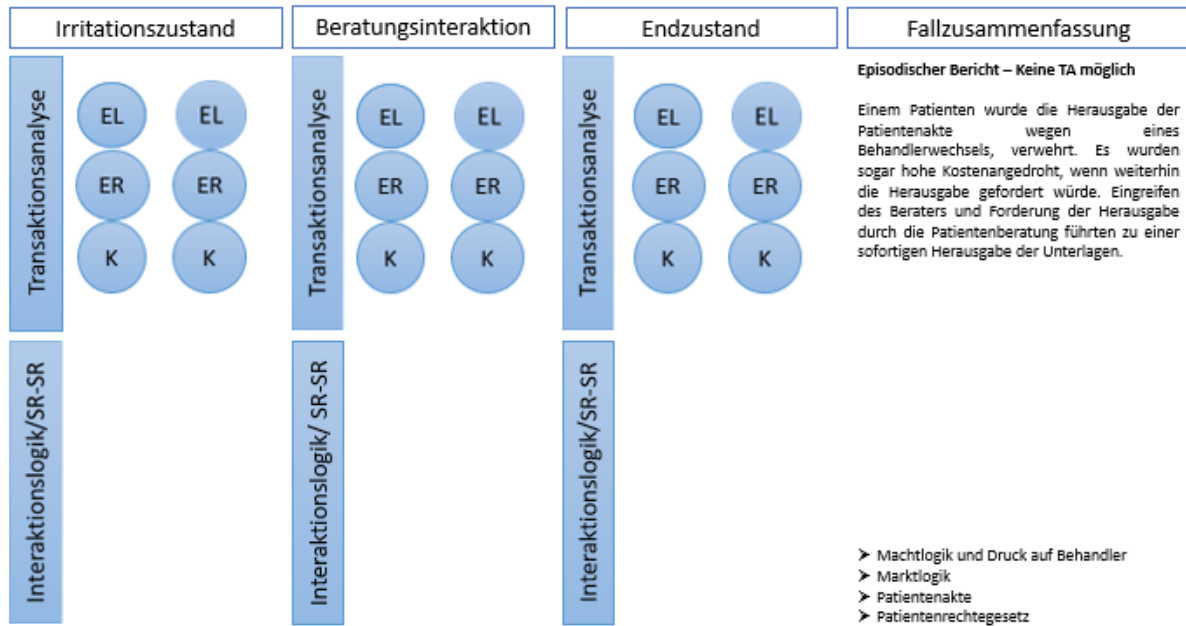 Irritationszustand
Beratungsinteraktion
Endzustand
Fallzusammenfassung
Transaktionsanalyse
EL EL
ER ER
K K
Transaktionsanalyse
EL EL
ER ER
K K
Transaktionsanalyse
EL EL
ER ER
K K
Episodischer Bericht – Keine TA möglich
Einem Patienten wurde die Herausgabe der
Patientenakte wegen eines
Behandlerwechsels, verwehrt. Es wurden
sogar hohe Kostenangedroht, wenn weiterhin
die Herausgabe gefordert würde. Eingreifen
des Beraters und Forderung der Herausgabe
durch die Patientenberatung führten zu einer
sofortigen Herausgabe der Unterlagen.
Interaktionslogik/SR-SR
Interaktionslogik/ SR-SR
Interaktionslogik/SR-SR
➤ Machtlogik und Druck auf Behandler
➤ Marktlogik
➤ Patientenakte
➤ Patientenrechtegesetz